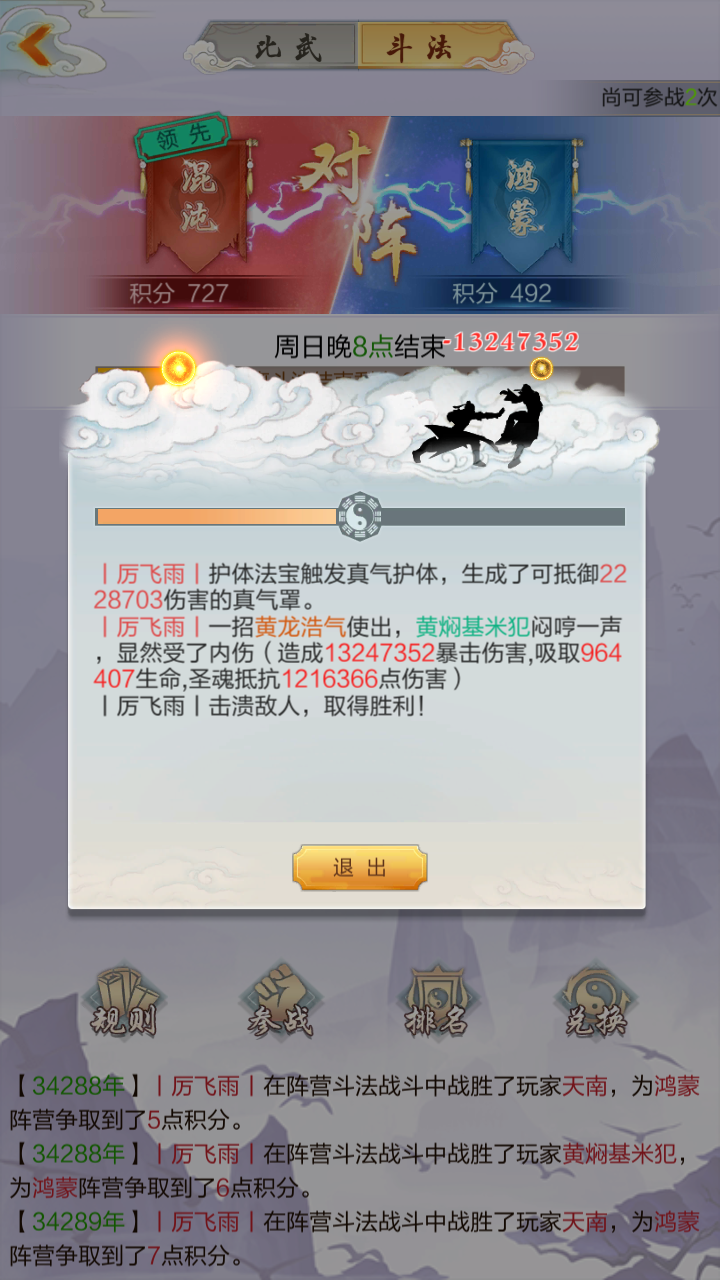 比武
斗法
尚可参战2次
领先
混沌
对阵
鸿蒙
积分 727
积分 492
周日晚8点结束
-13247352
丨厉飞雨丨护体法宝触发真气护体，生成了可抵御22
28703伤害的真气罩。
丨厉飞雨丨一招黄龙浩气使出，黄焖基米犯闷哼一声
，显然受了内伤（造成13247352暴击伤害,吸取964
407生命,圣魂抵抗1216366点伤害）
丨厉飞雨丨击溃敌人，取得胜利！
退出
规则
参战
排名
兑换
【34288年】丨厉飞雨丨在阵营斗法战斗中战胜了玩家天南，为鸿蒙
阵营争取到了5点积分。
【34288年】丨厉飞雨丨在阵营斗法战斗中战胜了玩家黄焖基米犯，
为鸿蒙阵营争取到了6点积分。
【34289年】丨厉飞雨丨在阵营斗法战斗中战胜了玩家天南，为鸿蒙
阵营争取到了7点积分。